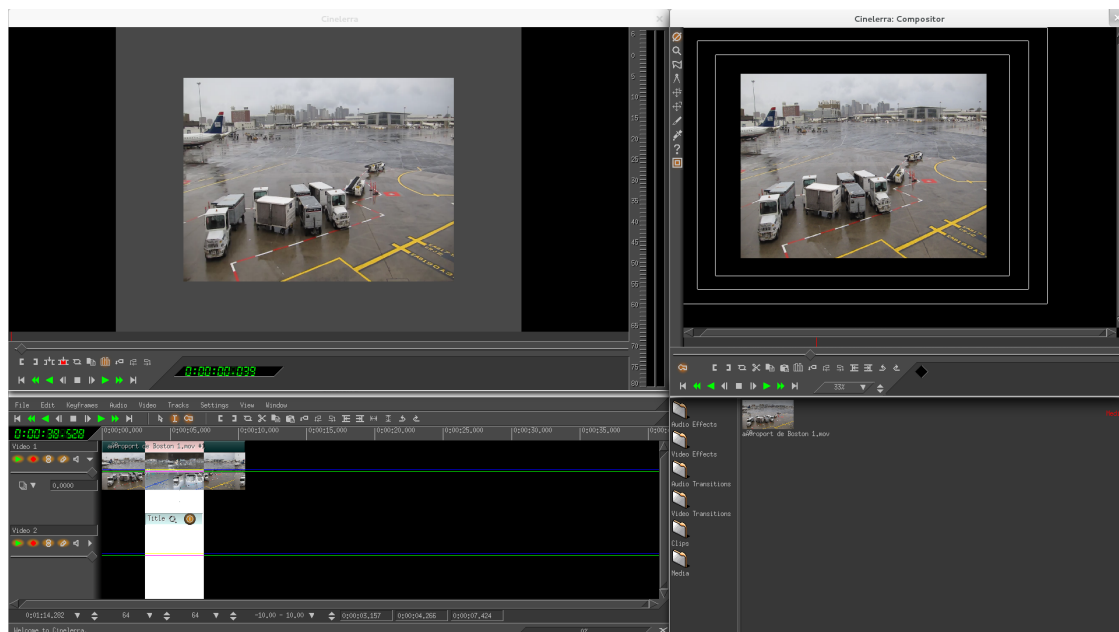 Cinelerra
Cinelerra: Compositor
0:00:00.039
33%
File Edit Keyframes Audio Video Tracks Settings View Window
0:00:38.528
0:00:00,000 0:00:05,000 0:00:10,000 0:00:15,000 0:00:20,000 0:00:25,000 0:00:30,000 0:00:35,000
Video 1
de Boston 1.mov
0.0000
Title
Video 2
0:01:14.282 64 64 -10.00 - 10.00 0:00:03.157 0:00:04.266 0:00:07.424
Welcome to Cinelerra.
0%
Audio Effects
Video Effects
Audio Transitions
Video Transitions
Clips
Media
de Boston 1.mov